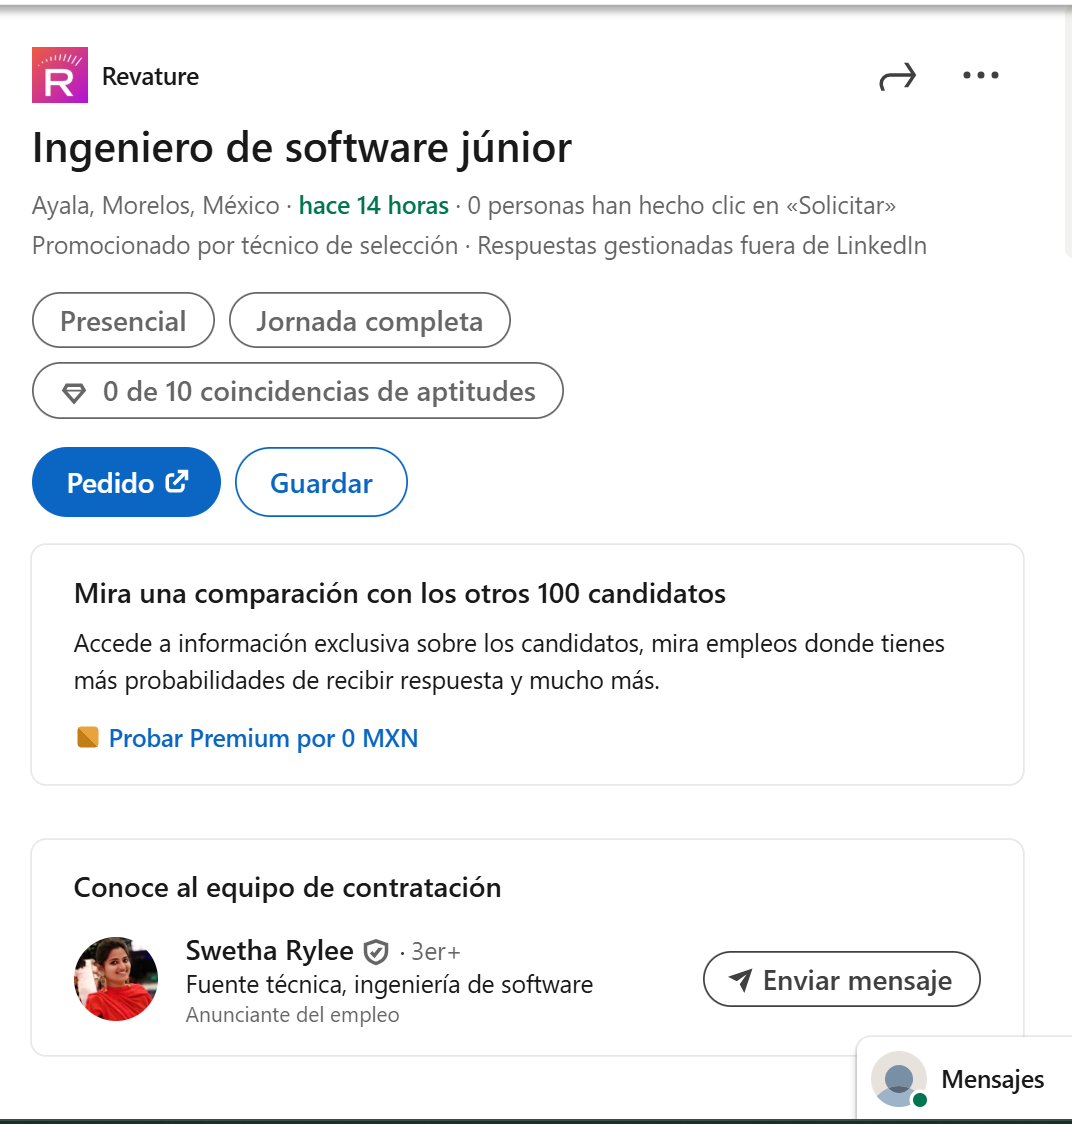 R
Revature
Ingeniero de software júnior
Ayala, Morelos, México · hace 14 horas · 0 personas han hecho clic en «Solicitar»
Promocionado por técnico de selección · Respuestas gestionadas fuera de LinkedIn
Presencial
Jornada completa
0 de 10 coincidencias de aptitudes
Pedido
Guardar
Mira una comparación con los otros 100 candidatos
Accede a información exclusiva sobre los candidatos, mira empleos donde tienes
más probabilidades de recibir respuesta y mucho más.
Probar Premium por 0 MXN
Conoce al equipo de contratación
Swetha Rylee · 3er+
Fuente técnica, ingeniería de software
Anunciante del empleo
Enviar mensaje
Mensajes